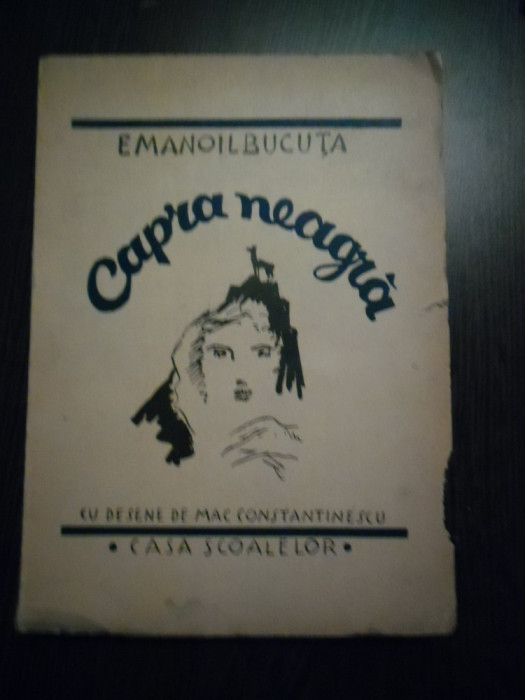 EMANOIL BUCUȚA
Capra neagră
CU DESENE DE MAC CONSTANTINESCU
• CASA ȘCOALELOR •